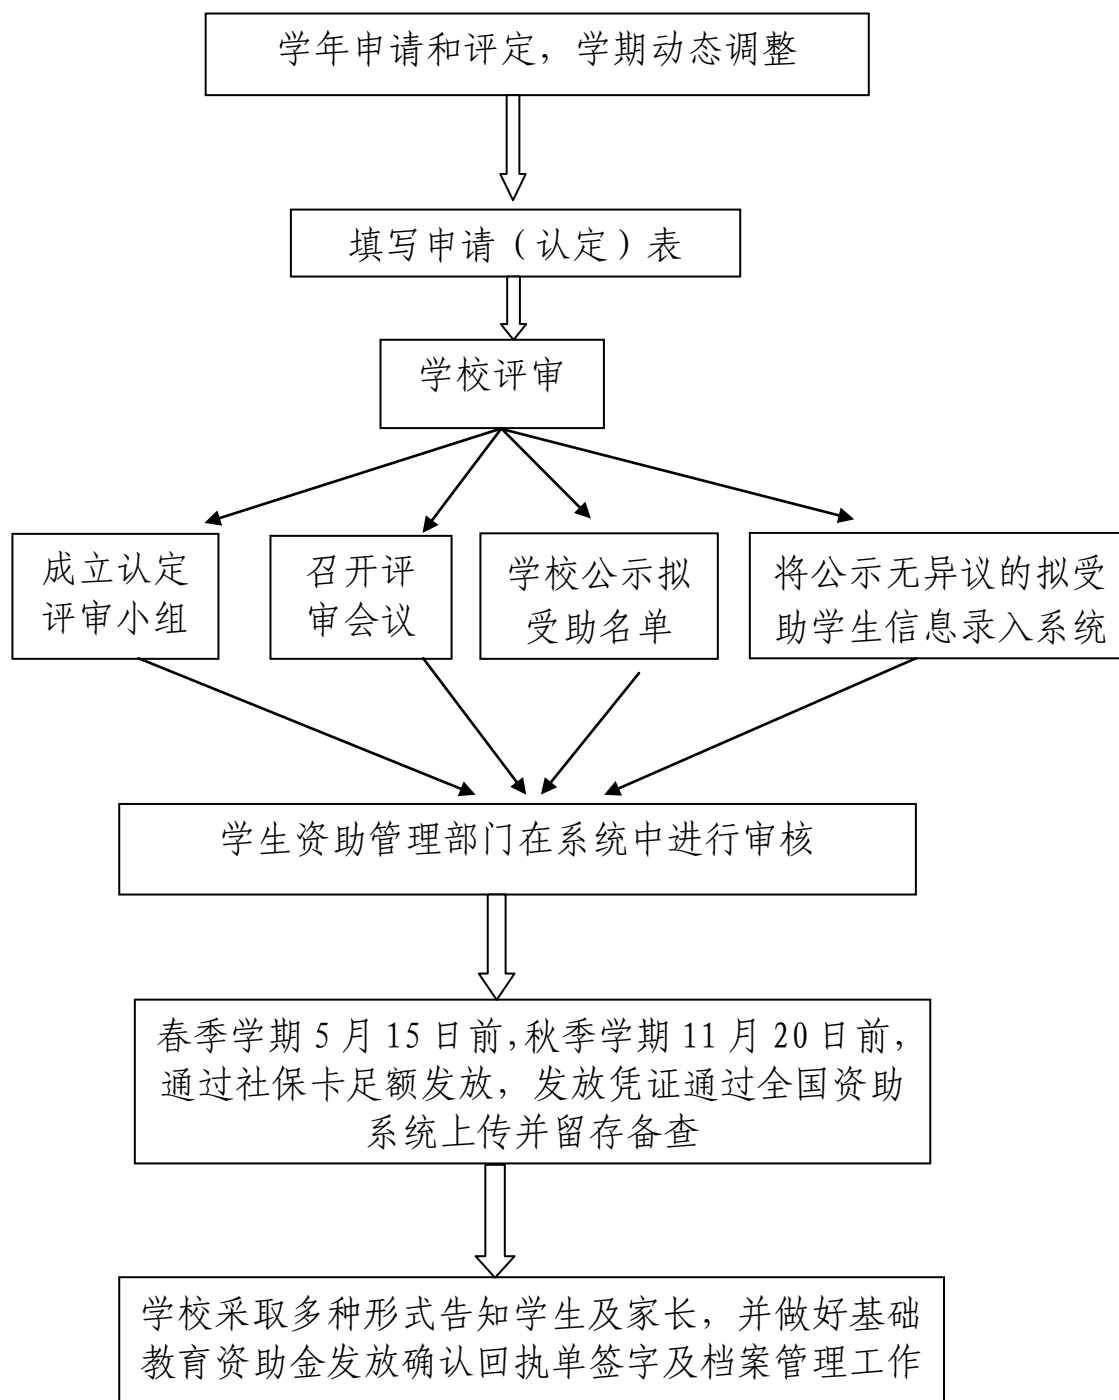 学年申请和评定，学期动态调整
填写申请（认定）表
学校评审
成立认定
评审小组
召开评
审会议
学校公示拟
受助名单
将公示无异议的拟受
助学生信息录入系统
学生资助管理部门在系统中进行审核
春季学期 5 月 15 日前,秋季学期 11 月 20 日前，
通过社保卡足额发放，发放凭证通过全国资助
系统上传并留存备查
学校采取多种形式告知学生及家长，并做好基础
教育资助金发放确认回执单签字及档案管理工作